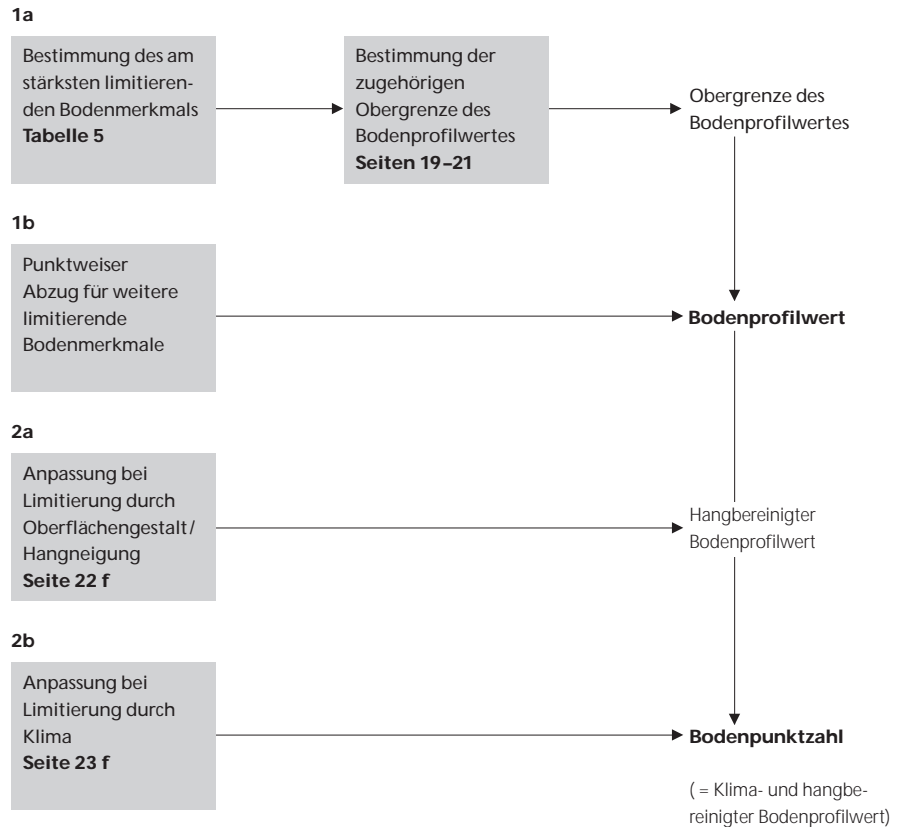 1a
Bestimmung des am
stärksten limitieren-
den Bodenmerkmals
Tabelle 5
Bestimmung der
zugehörigen
Obergrenze des
Bodenprofilwertes
Seiten 19–21
Obergrenze des
Bodenprofilwertes
1b
Punktweiser
Abzug für weitere
limitierende
Bodenmerkmale
Bodenprofilwert
2a
Anpassung bei
Limitierung durch
Oberflächengestalt/
Hangneigung
Seite 22 f
Hangbereinigter
Bodenprofilwert
2b
Anpassung bei
Limitierung durch
Klima
Seite 23 f
Bodenpunktzahl
( = Klima- und hangbe-
reinigter Bodenprofilwert)